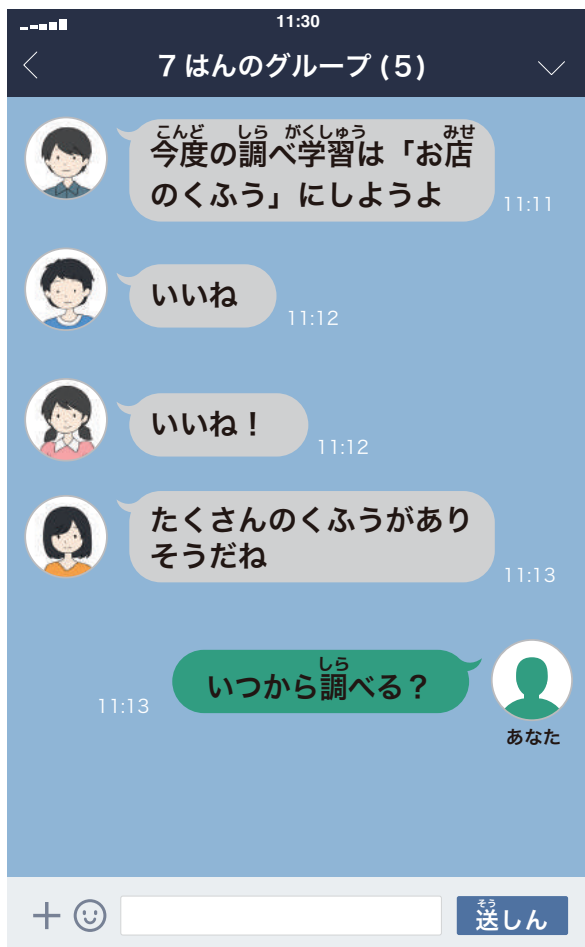 11:30
7はんのグループ(5)
こんど しら がくしゅう みせ
今度の調べ学習は「お店
のくふう」にしようよ
11:11
いいね
11:12
いいね！
11:12
たくさんのくふうがあり
そうだね
11:13
しら
いつから調べる？
11:13
あなた
そう
送しん